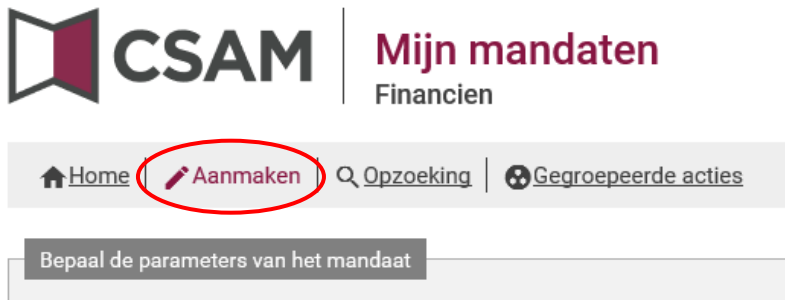 CSAM
Mijn mandaten
Financien
Home Aanmaken Opzoeking Gegroepeerde acties
Bepaal de parameters van het mandaat